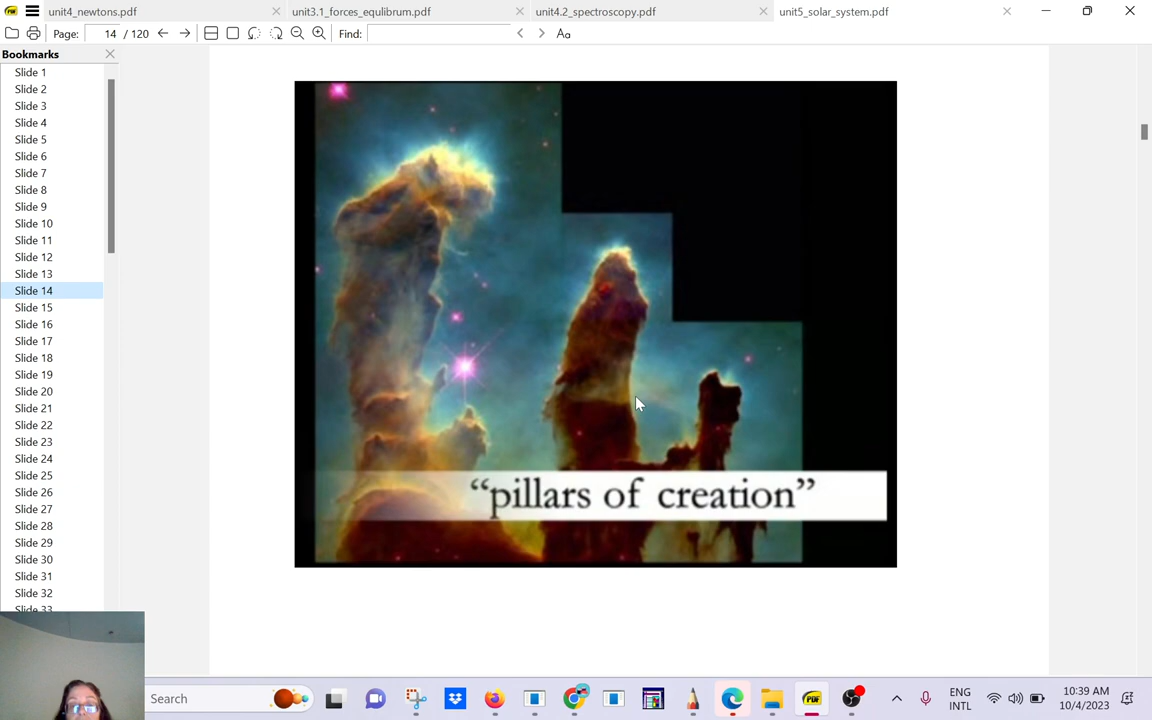 unit4_newtons.pdf
unit3.1_forces_equlibrum.pdf
unit4.2_spectroscopy.pdf
unit5_solar_system.pdf
Page: 14 / 120
Find:
Aa
Bookmarks
Slide 1
Slide 2
Slide 3
Slide 4
Slide 5
Slide 6
Slide 7
Slide 8
Slide 9
Slide 10
Slide 11
Slide 12
Slide 13
Slide 14
Slide 15
Slide 16
Slide 17
Slide 18
Slide 19
Slide 20
Slide 21
Slide 22
Slide 23
Slide 24
Slide 25
Slide 26
Slide 27
Slide 28
Slide 29
Slide 30
Slide 31
Slide 32
Slide 33
“pillars of creation”
Search
PDF
ENG
INTL
10:39 AM
10/4/2023